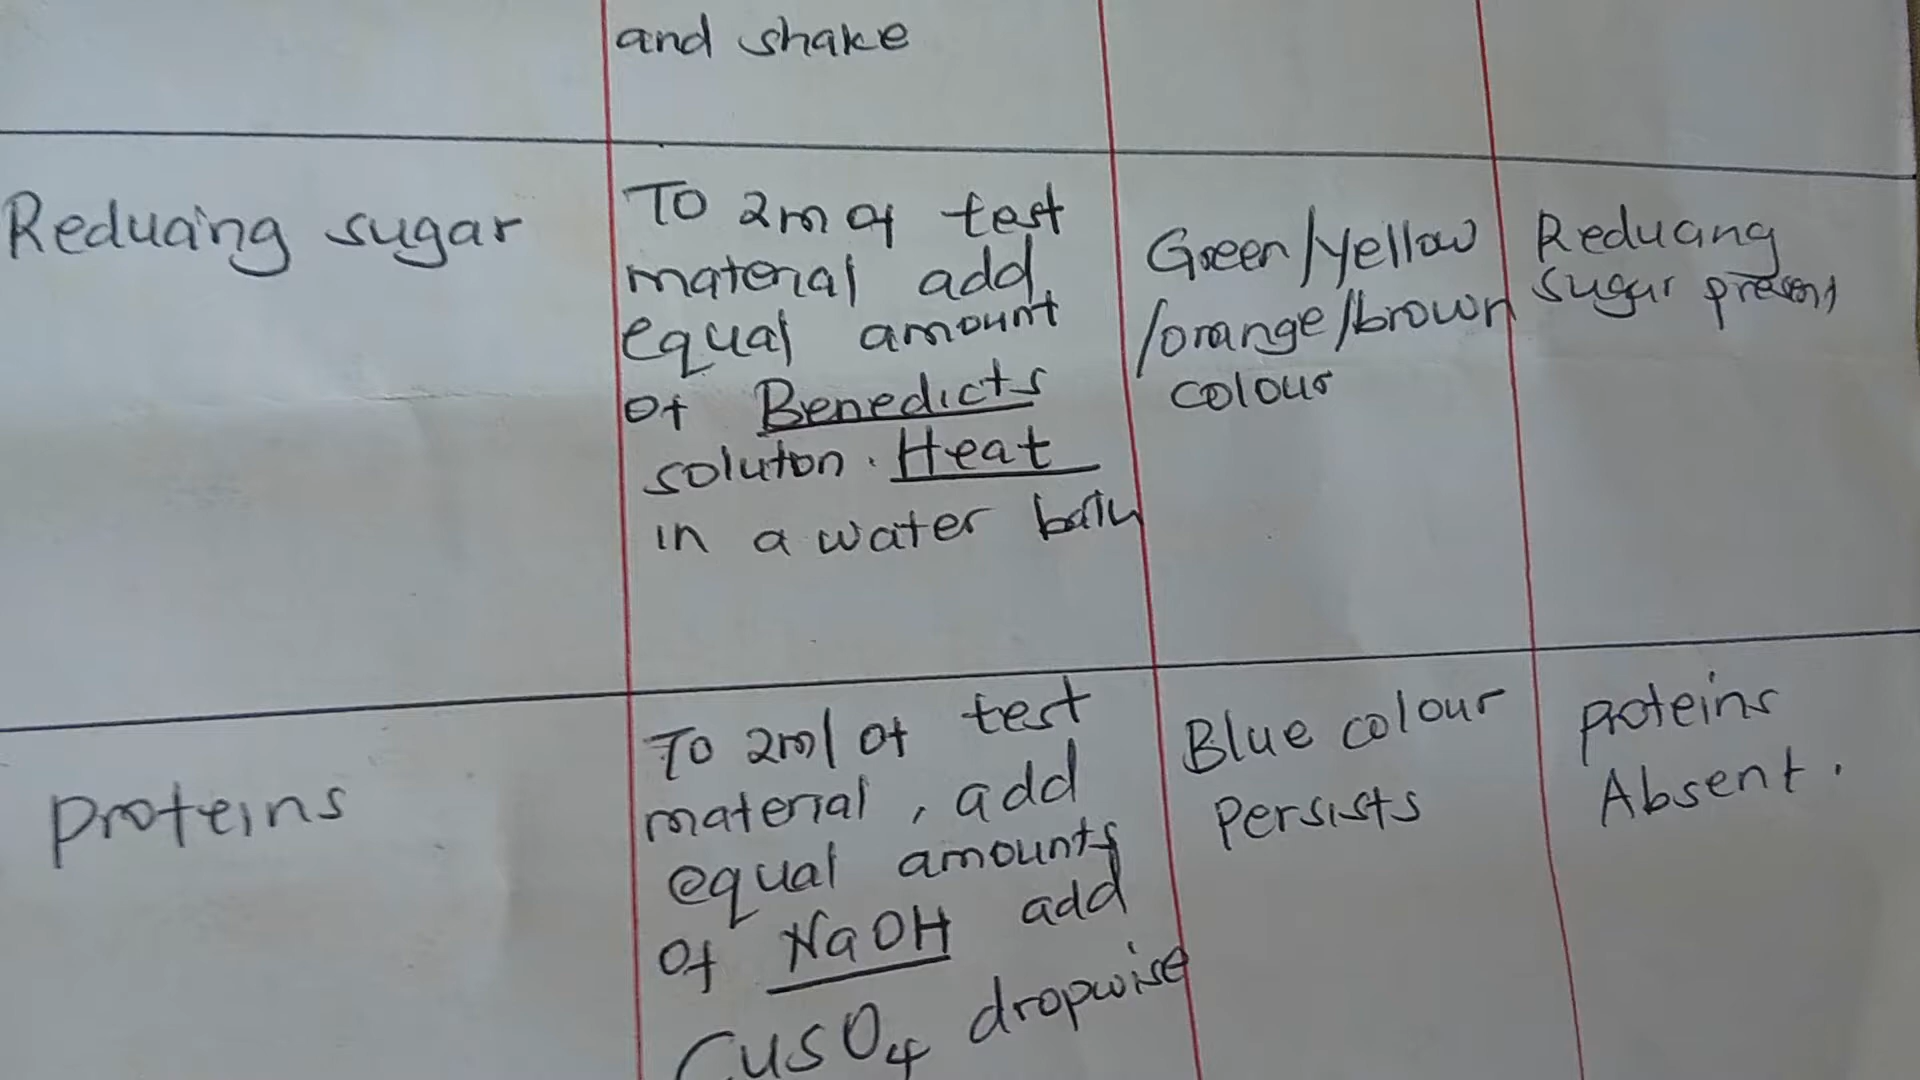 and shake
Reducing sugar
To 2m of test
material add
equal amount
of Benedicts
soluton. Heat
in a water bath
Green/yellow
/orange/brown
colour
Reducing
sugar present
proteins
To 2ml of test
material, add
equal amounts
of NaOH add
CuSO4 dropwise
Blue colour
Persists
proteins
Absent.